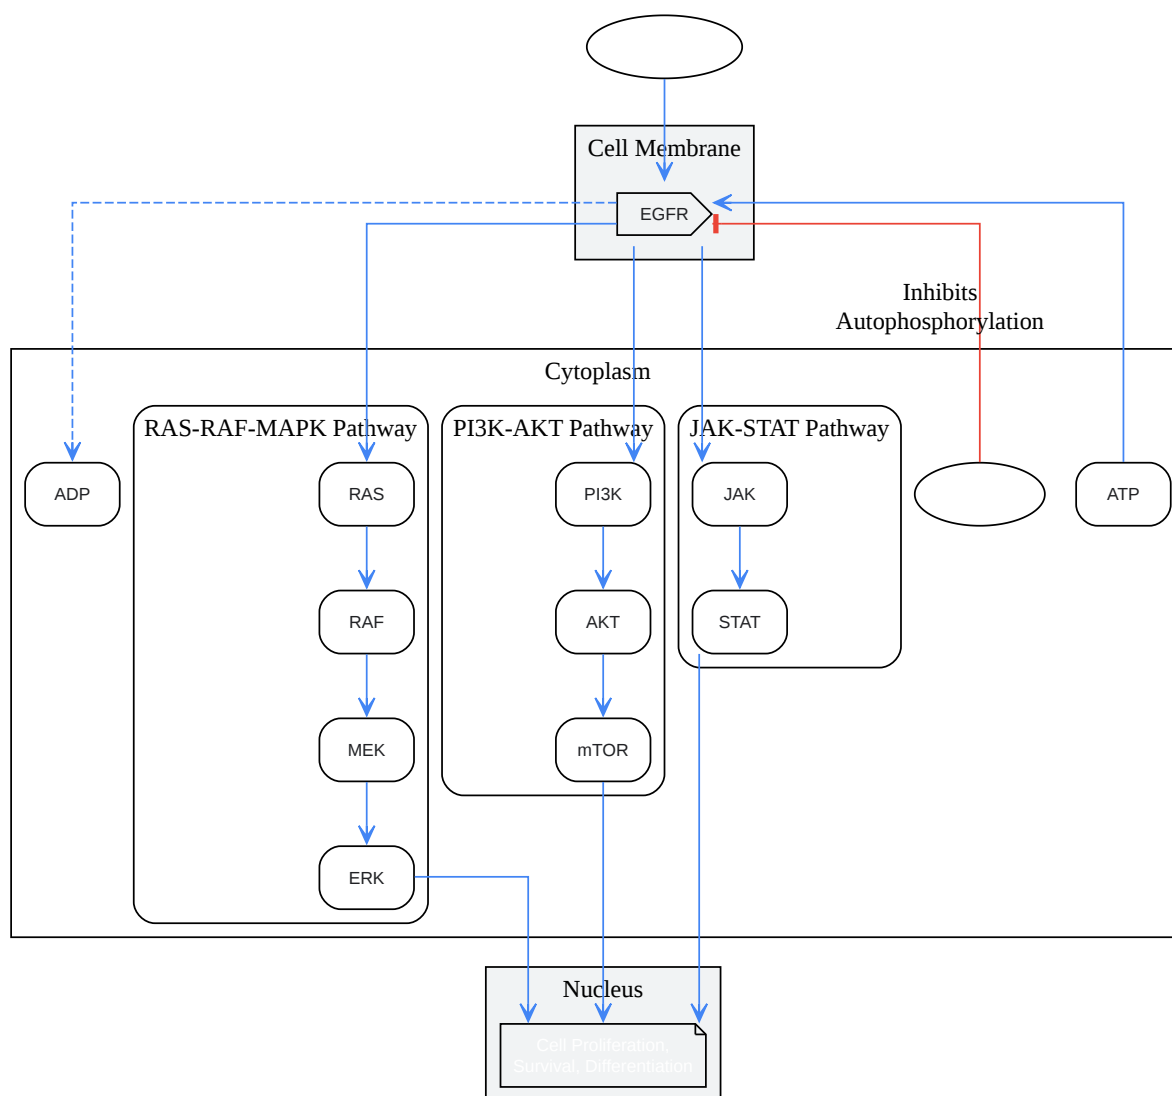 Cell Membrane
EGFR
Inhibits
Autophosphorylation
Cytoplasm
RAS-RAF-MAPK Pathway
PI3K-AKT Pathway
JAK-STAT Pathway
ADP
RAS
PI3K
JAK
ATP
RAF
AKT
STAT
MEK
mTOR
ERK
Nucleus
Cell Proliferation,
Survival, Differentiation